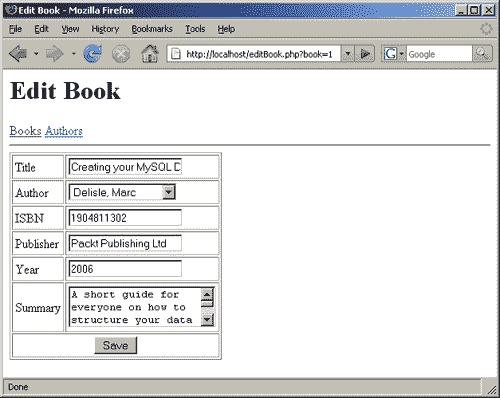 Edit Book - Mozilla Firefox
File Edit View History Bookmarks Tools Help
http://localhost/editBook.php?book=1
G Google
Edit Book
Books Authors
Title Creating your MySQL D
Author Delisle, Marc
ISBN 1904811302
Publisher Packt Publishing Ltd
Year 2006
Summary A short guide for
everyone on how to
structure your data
Save
Done